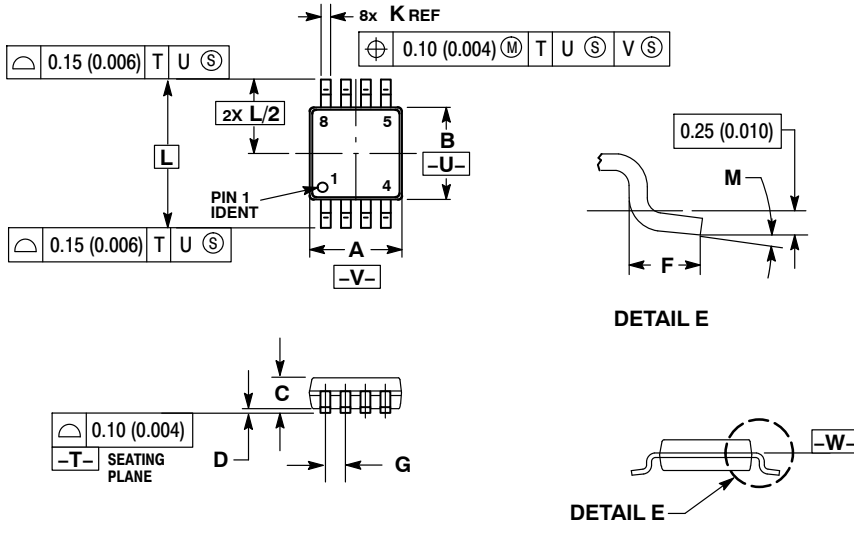 8x K REF
⌖ 0.10 (0.004) Ⓜ T U Ⓢ V Ⓢ
⌓ 0.15 (0.006) T U Ⓢ
2X L/2
8 5
B
–U–
L
PIN 1
IDENT
1 4
⌓ 0.15 (0.006) T U Ⓢ
A
–V–
0.25 (0.010)
M
F
DETAIL E
C
⌓ 0.10 (0.004)
–T– SEATING
PLANE
D
G
–W–
DETAIL E